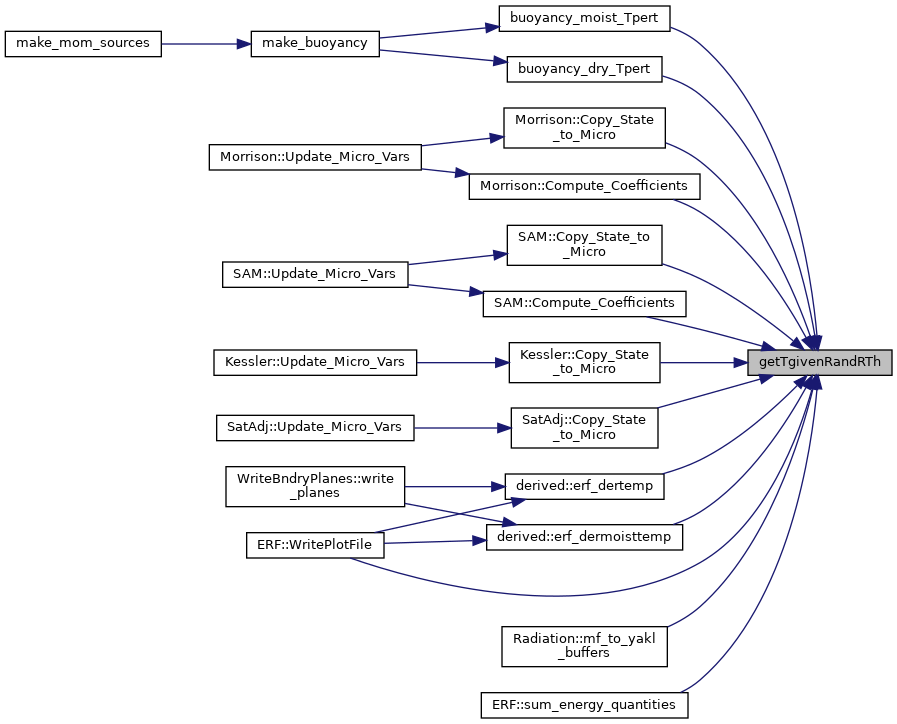 buoyancy_moist_Tpert
make_mom_sources
make_buoyancy
buoyancy_dry_Tpert
Morrison::Copy_State
_to_Micro
Morrison::Update_Micro_Vars
Morrison::Compute_Coefficients
SAM::Copy_State_to
_Micro
SAM::Update_Micro_Vars
SAM::Compute_Coefficients
Kessler::Update_Micro_Vars
Kessler::Copy_State
_to_Micro
getTgivenRandRTh
SatAdj::Update_Micro_Vars
SatAdj::Copy_State
_to_Micro
WriteBndryPlanes::write
_planes
derived::erf_dertemp
ERF::WritePlotFile
derived::erf_dermoisttemp
Radiation::mf_to_yakl
_buffers
ERF::sum_energy_quantities